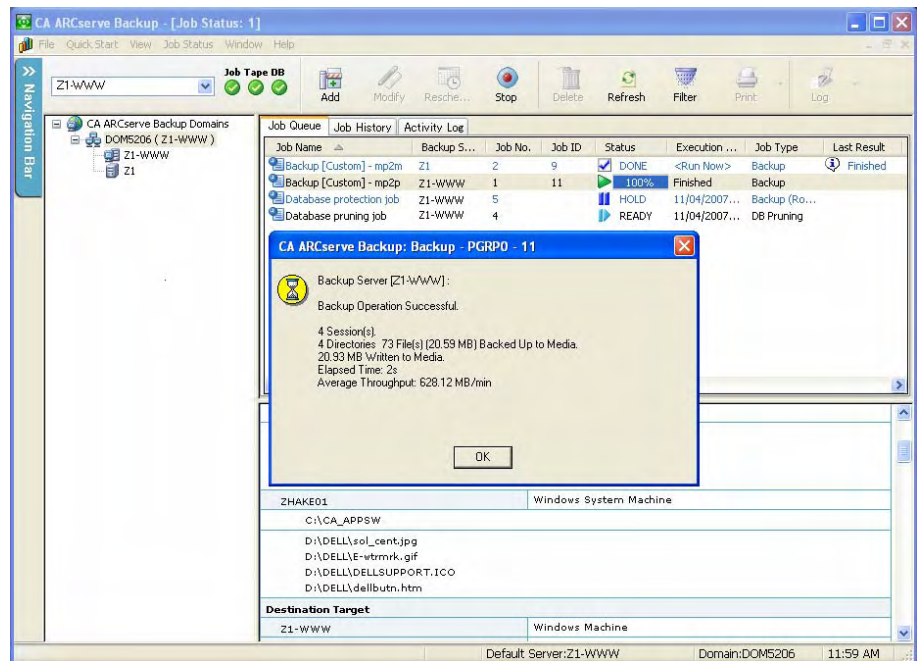 CA ARCserve Backup - [Job Status: 1]
File Quick Start View Job Status Window Help
Z1-WWW
Job Tape DB
Add Modify Resche... Stop Delete Refresh Filter Print Log
Navigation Bar
CA ARCserve Backup Domains
DOM5206 ( Z1-WWW )
Z1-WWW
Z1
Job Queue Job History Activity Log
Job Name Backup S... Job No. Job ID Status Execution ... Job Type Last Result
Backup [Custom] - mp2m Z1 2 9 DONE <Run Now> Backup Finished
Backup [Custom] - mp2p Z1-WWW 1 11 100% Finished Backup
Database protection job Z1-WWW 5 HOLD 11/04/2007... Backup (Ro...
Database pruning job Z1-WWW 4 READY 11/04/2007... DB Pruning
CA ARCserve Backup: Backup - PGRP0 - 11
Backup Server [Z1-WWW] :
Backup Operation Successful.
4 Session(s).
4 Directories 73 File(s) (20.59 MB) Backed Up to Media.
20.93 MB Written to Media.
Elapsed Time: 2s
Average Throughput: 628.12 MB/min
OK
ZHAKE01 Windows System Machine
C:\CA_APPSW
D:\DELL\sol_cent.jpg
D:\DELL\E-wtrmrk.gif
D:\DELL\DELLSUPPORT.ICO
D:\DELL\dellbutn.htm
Destination Target
Z1-WWW Windows Machine
Default Server:Z1-WWW Domain:DOM5206 11:59 AM